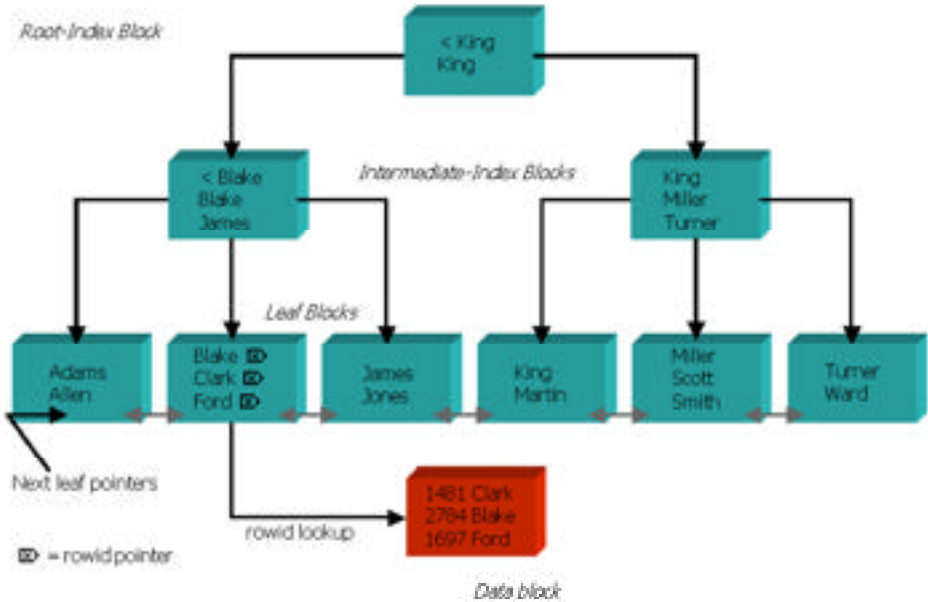 Root-Index Block
< King
King
< Blake
Blake
James
Intermediate-Index Blocks
King
Miller
Turner
Leaf Blocks
Adams
Allen
Blake
Clark
Ford
James
Jones
King
Martin
Miller
Scott
Smith
Turner
Ward
Next leaf pointers
rowid lookup
1481 Clark
2784 Blake
1697 Ford
= rowid pointer
Data block